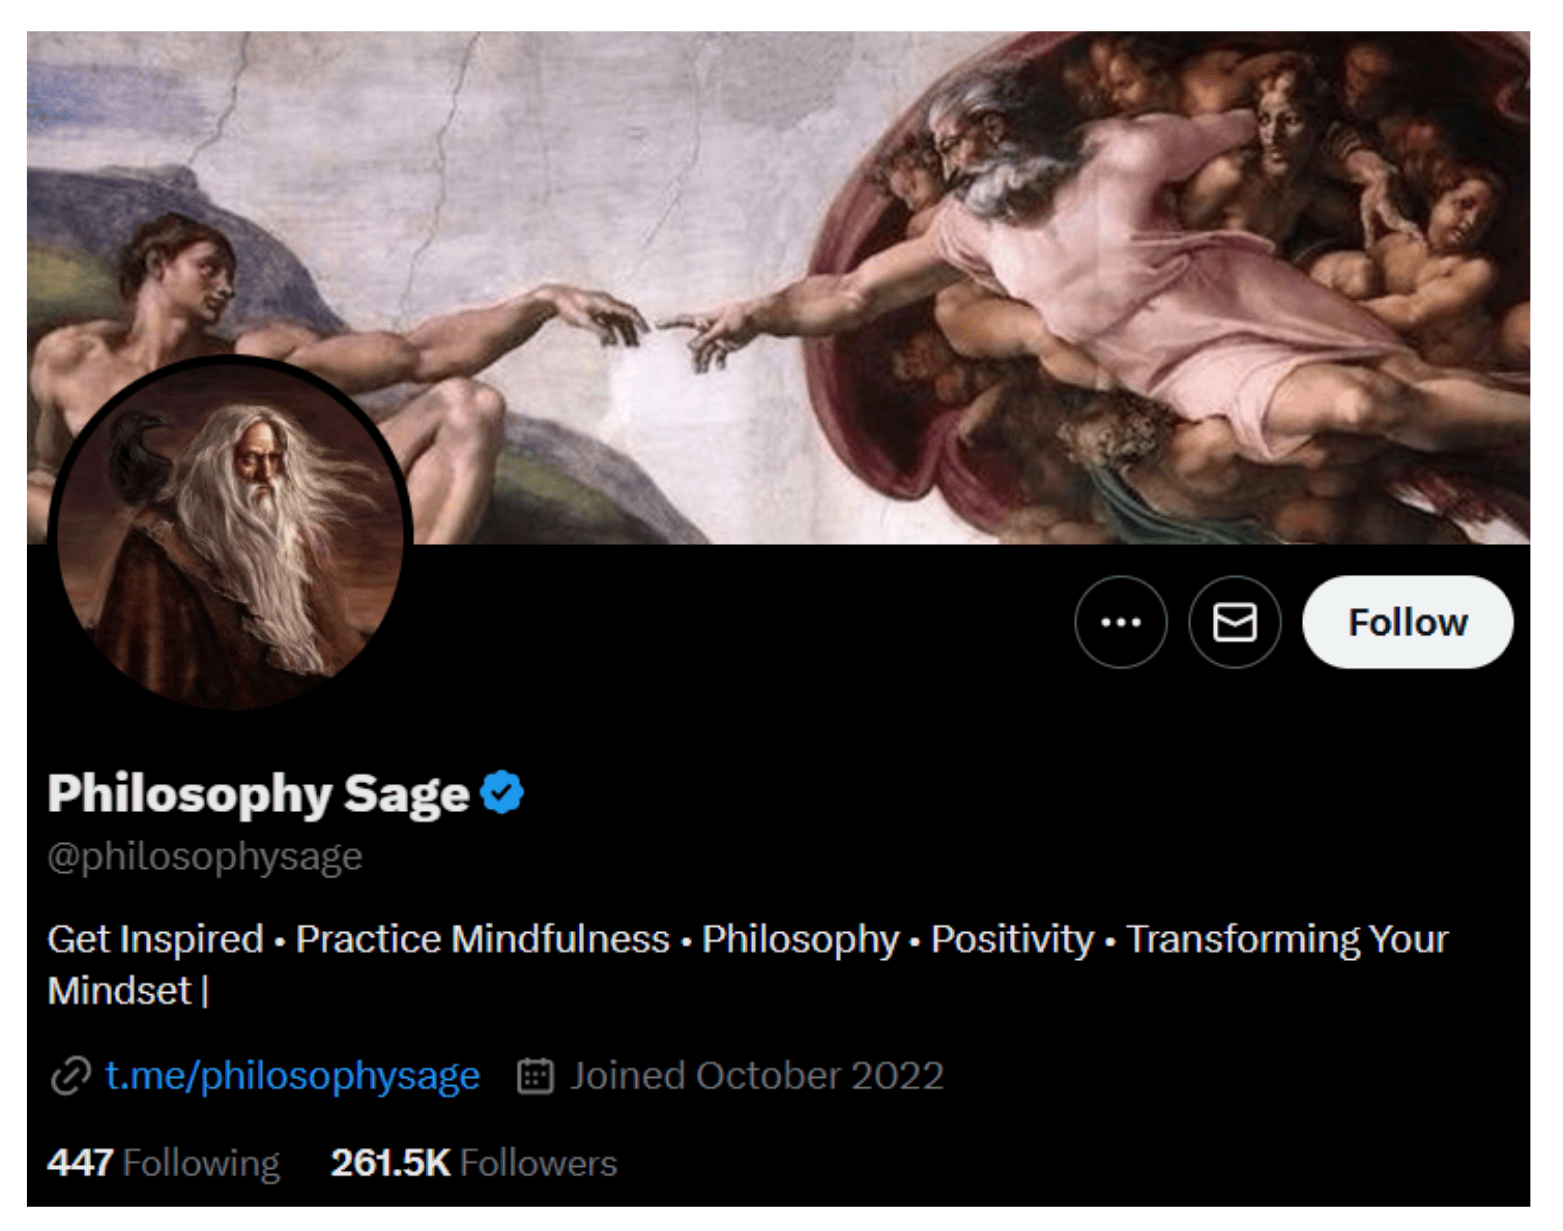 Follow
Philosophy Sage
@philosophysage
Get Inspired • Practice Mindfulness • Philosophy • Positivity • Transforming Your
Mindset |
t.me/philosophysage Joined October 2022
447 Following 261.5K Followers